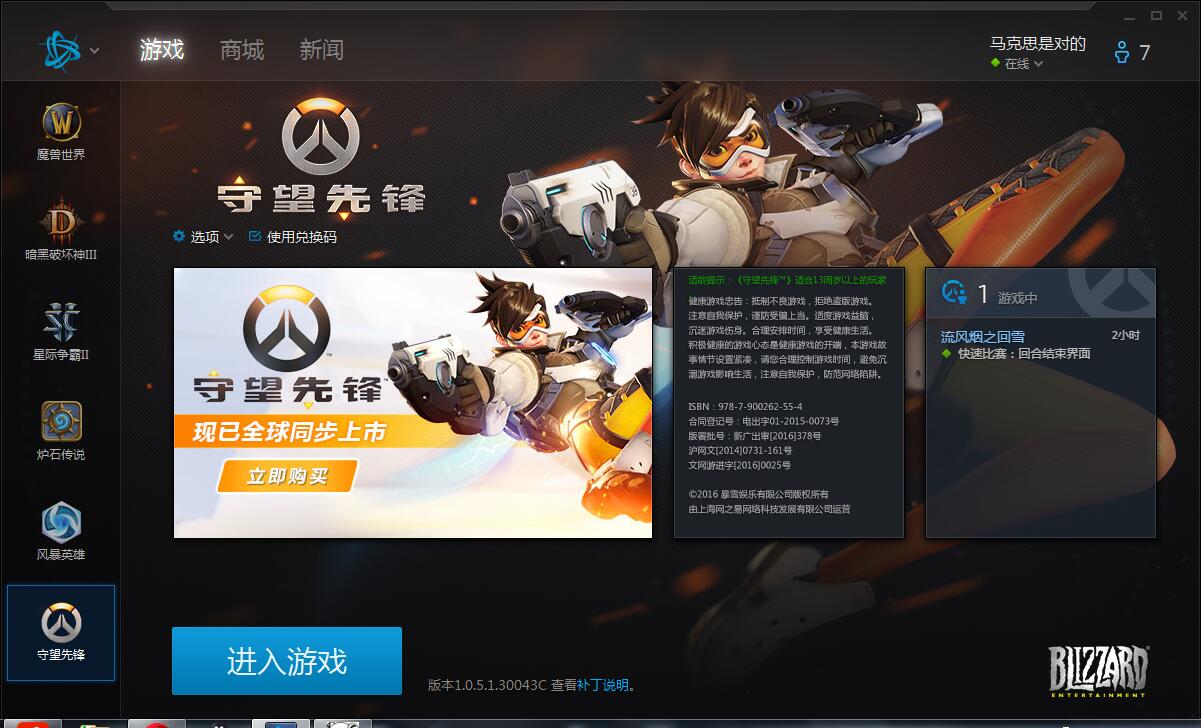 游戏
商城
新闻
马克思是对的
在线
7
魔兽世界
暗黑破坏神III
星际争霸II
炉石传说
风暴英雄
守望先锋
守望先锋
选项
使用兑换码
守望先锋
现已全球同步上市
立即购买
适龄提示：《守望先锋™》适合13周岁以上的玩家
健康游戏忠告：抵制不良游戏，拒绝盗版游戏。
注意自我保护，谨防受骗上当。适度游戏益脑，
沉迷游戏伤身。合理安排时间，享受健康生活。
积极健康的游戏心态是健康游戏的开端，本游戏故
事情节设置紧凑，请您合理控制游戏时间，避免沉
溺游戏影响生活，注意自我保护，防范网络陷阱。
ISBN：978-7-900262-55-4
合同登记号：电出字01-2015-0073号
版署批号：新广出审[2016]378号
沪网文[2014]0731-161号
文网游进字[2016]0025号
©2016 暴雪娱乐有限公司版权所有
由上海网之易网络科技发展有限公司运营
1 游戏中
流风烟之回雪
2小时
快速比赛：回合结束界面
进入游戏
版本1.0.5.1.30043C 查看补丁说明。
BLIZZARD
ENTERTAINMENT